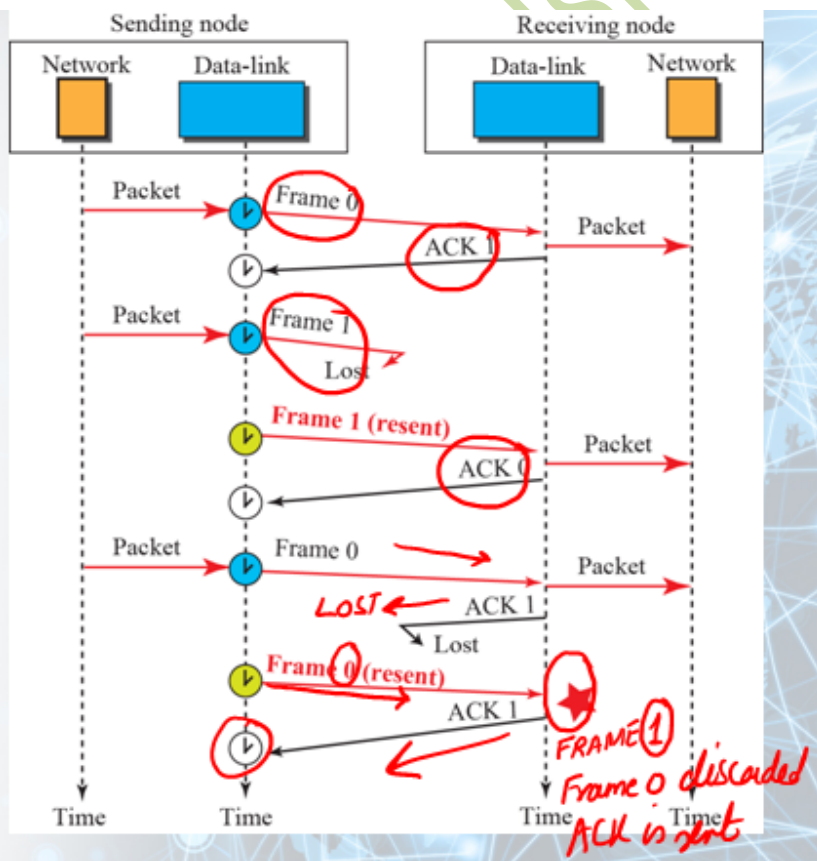 Sending node
Receiving node
Network
Data-link
Data-link
Network
Packet
Frame 0
Packet
ACK 1
Packet
Frame 1
Lost
Frame 1 (resent)
Packet
ACK 0
Packet
Frame 0
Packet
LOST
ACK 1
Lost
Frame 0 (resent)
ACK 1
FRAME 1
Frame 0 discarded
ACK is sent
Time
Time
Time
Time